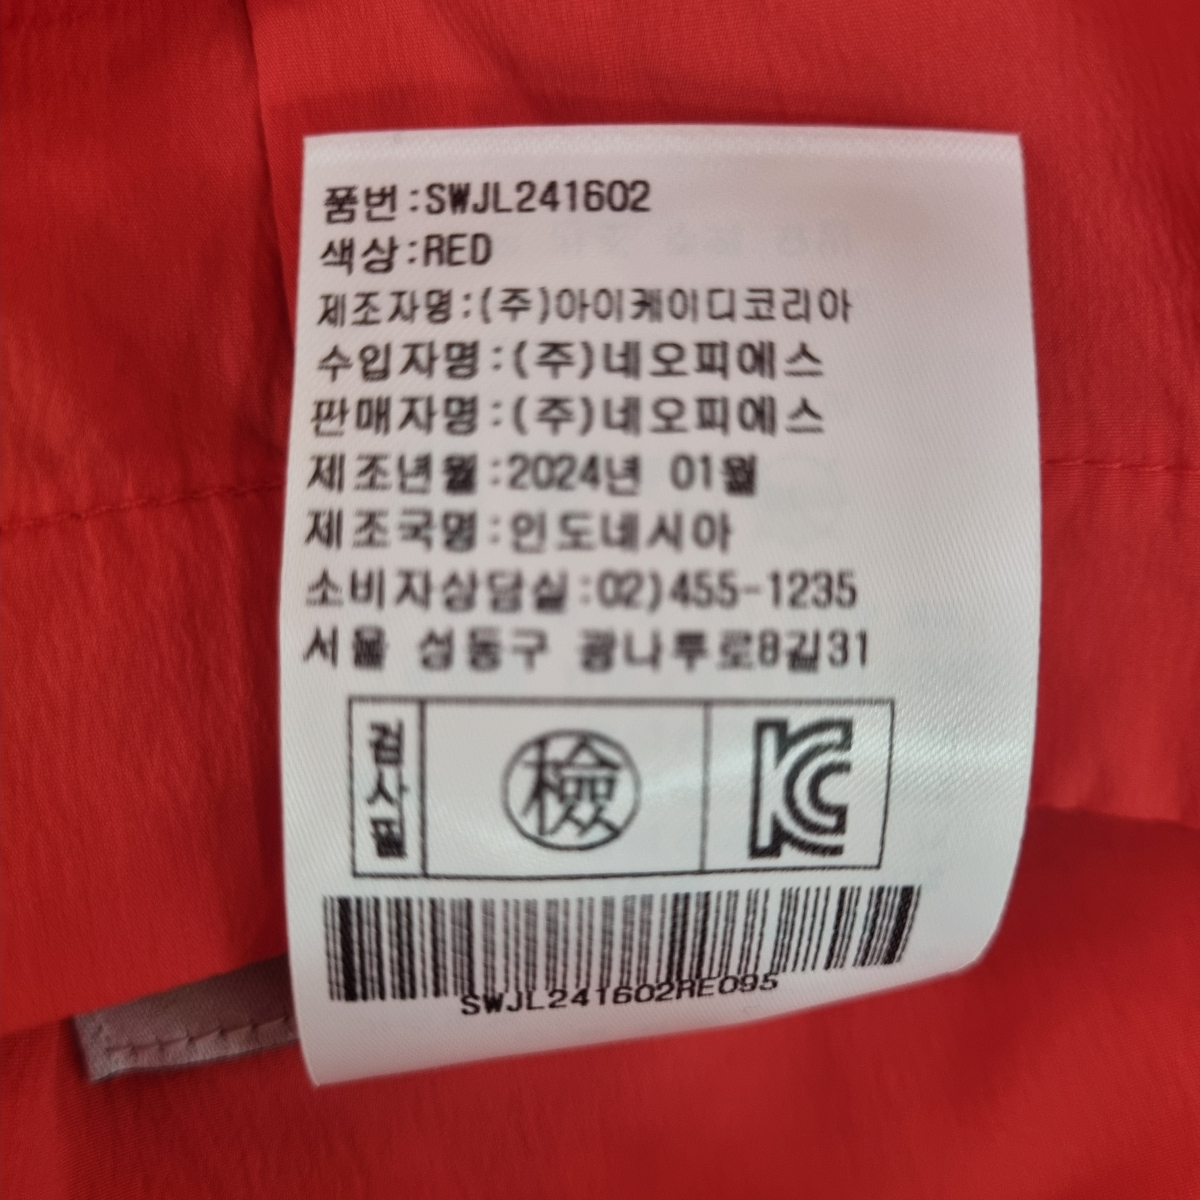 품번:SWJL241602
색상:RED
제조자명:(주)아이케이디코리아
수입자명:(주)네오피에스
판매자명:(주)네오피에스
제조년월:2024년 01월
제조국명:인도네시아
소비자상담실:02)455-1235
서울 성동구 광나루로8길31
검사필
檢
KC
SWJL241602RE095